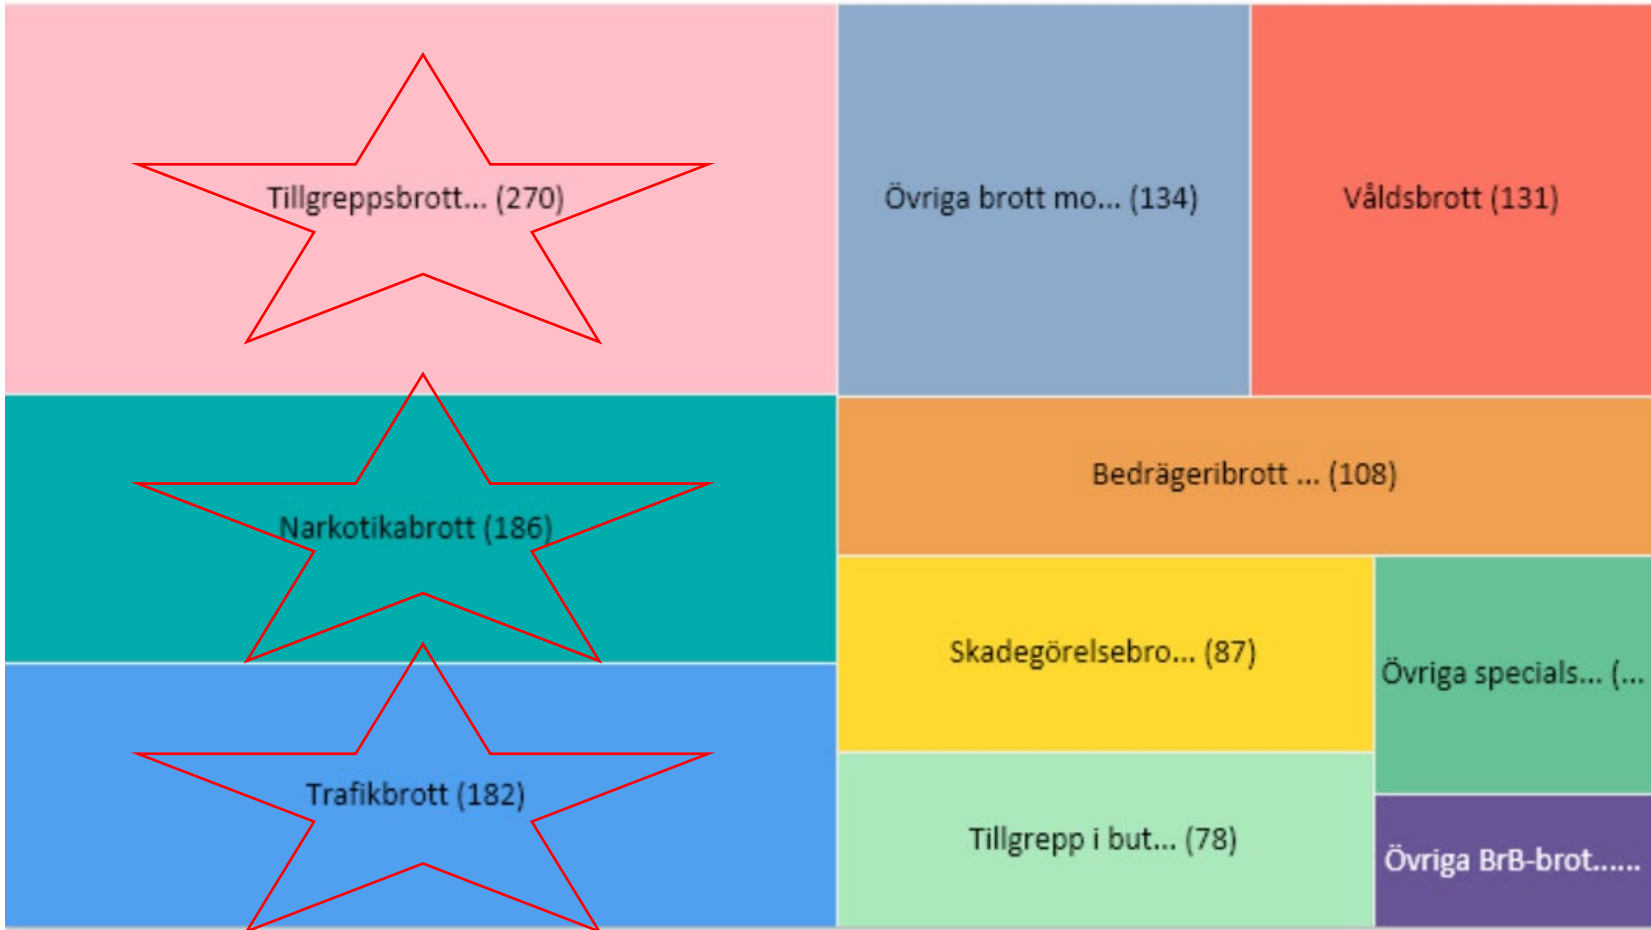 Tillgreppsbrott... (270)
Övriga brott mo... (134)
Våldsbrott (131)
Narkotikabrott (186)
Bedrägeribrott ... (108)
Skadegörelsebro... (87)
Övriga specials... (...
Trafikbrott (182)
Tillgrepp i but... (78)
Övriga BrB-brot......